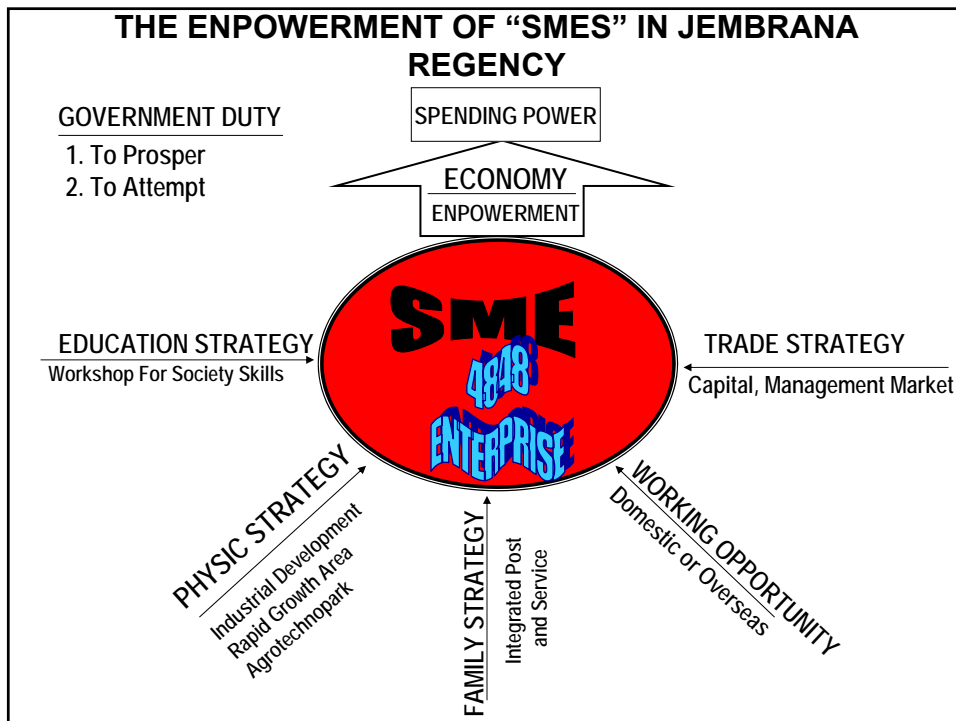 THE ENPOWERMENT OF “SMES” IN JEMBRANA
REGENCY
SPENDING POWER
GOVERNMENT DUTY
1. To Prosper
2. To Attempt
ECONOMY
ENPOWERMENT
SME
4848
ENTERPRISE
EDUCATION STRATEGY
Workshop For Society Skills
TRADE STRATEGY
Capital, Management Market
PHYSIC STRATEGY
Industrial Development
Rapid Growth Area
Agrotechnopark
FAMILY STRATEGY
Integrated Post
and Service
WORKING OPPORTUNITY
Domestic or Overseas